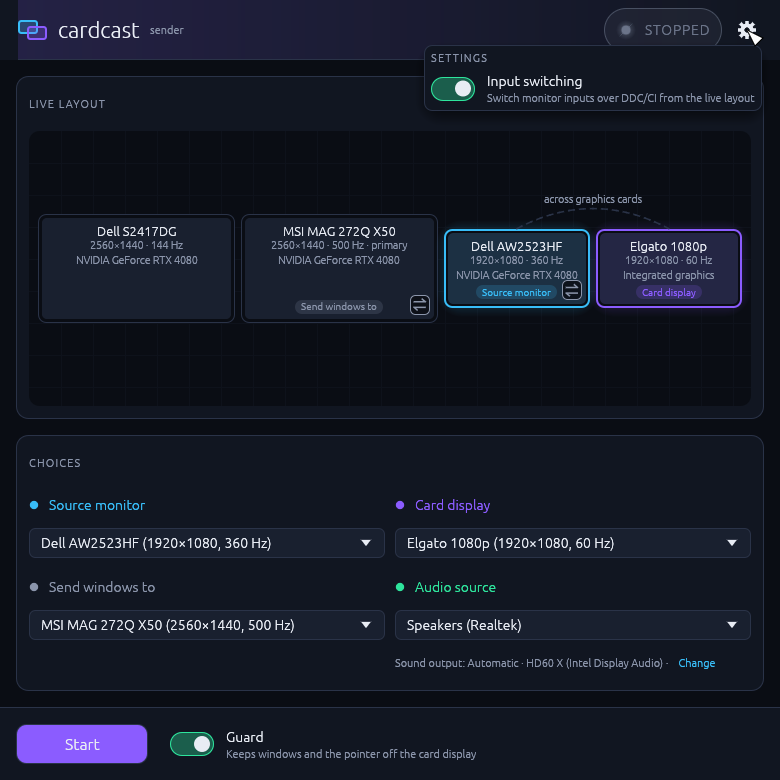 cardcast sender
STOPPED
SETTINGS
Input switching
Switch monitor inputs over DDC/CI from the live layout
LIVE LAYOUT
across graphics cards
Dell S2417DG
2560×1440 · 144 Hz
NVIDIA GeForce RTX 4080
MSI MAG 272Q X50
2560×1440 · 500 Hz · primary
NVIDIA GeForce RTX 4080
Send windows to
Dell AW2523HF
1920×1080 · 360 Hz
NVIDIA GeForce RTX 4080
Source monitor
Elgato 1080p
1920×1080 · 60 Hz
Integrated graphics
Card display
CHOICES
Source monitor
Dell AW2523HF (1920×1080, 360 Hz)
Card display
Elgato 1080p (1920×1080, 60 Hz)
Send windows to
MSI MAG 272Q X50 (2560×1440, 500 Hz)
Audio source
Speakers (Realtek)
Sound output: Automatic · HD60 X (Intel Display Audio) · Change
Start
Guard
Keeps windows and the pointer off the card display